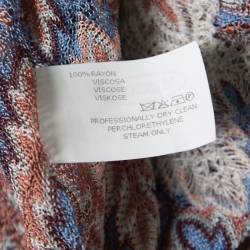 100% RAYON
VISCOSA
VISCOSE
VISKOSE
PROFESSIONALLY DRY CLEAN
PERCHLORETHYLENE
STEAM ONLY